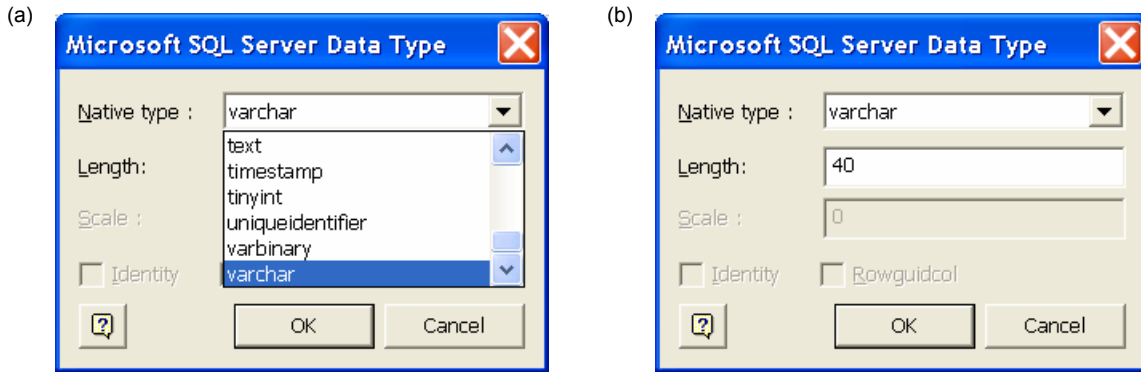 (a)
Microsoft SQL Server Data Type
Native type :
varchar
text
timestamp
tinyint
uniqueidentifier
varbinary
varchar
Length:
Scale :
Identity
OK
Cancel
(b)
Microsoft SQL Server Data Type
Native type :
varchar
Length:
40
Scale :
0
Identity
Rowguidcol
OK
Cancel